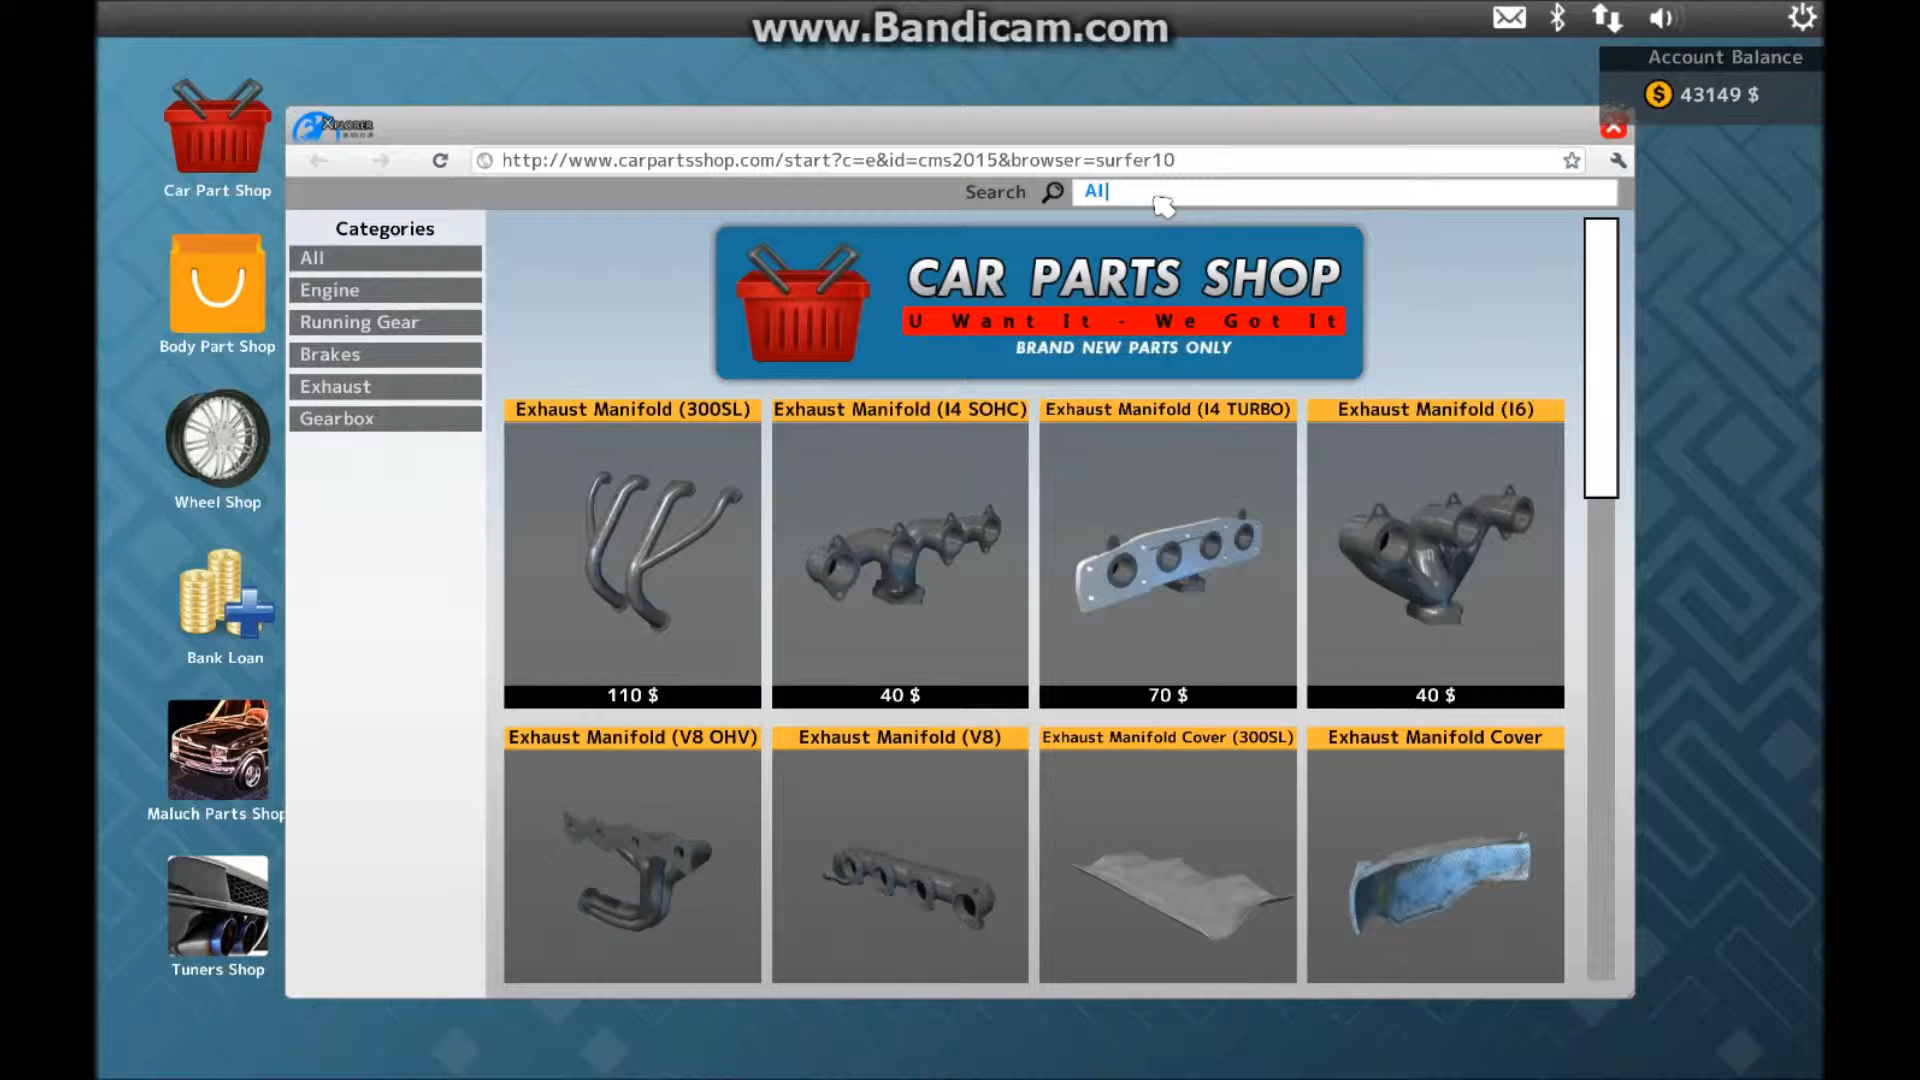 www.Bandicam.com
Account Balance
43149 $
Car Part Shop
Body Part Shop
Wheel Shop
Bank Loan
Maluch Parts Shop
Tuners Shop
XPLORER
http://www.carpartsshop.com/start?c=e&id=cms2015&browser=surfer10
Search
All
Categories
All
Engine
Running Gear
Brakes
Exhaust
Gearbox
CAR PARTS SHOP
U Want It - We Got It
BRAND NEW PARTS ONLY
Exhaust Manifold (300SL)
110 $
Exhaust Manifold (I4 SOHC)
40 $
Exhaust Manifold (I4 TURBO)
70 $
Exhaust Manifold (I6)
40 $
Exhaust Manifold (V8 OHV)
Exhaust Manifold (V8)
Exhaust Manifold Cover (300SL)
Exhaust Manifold Cover